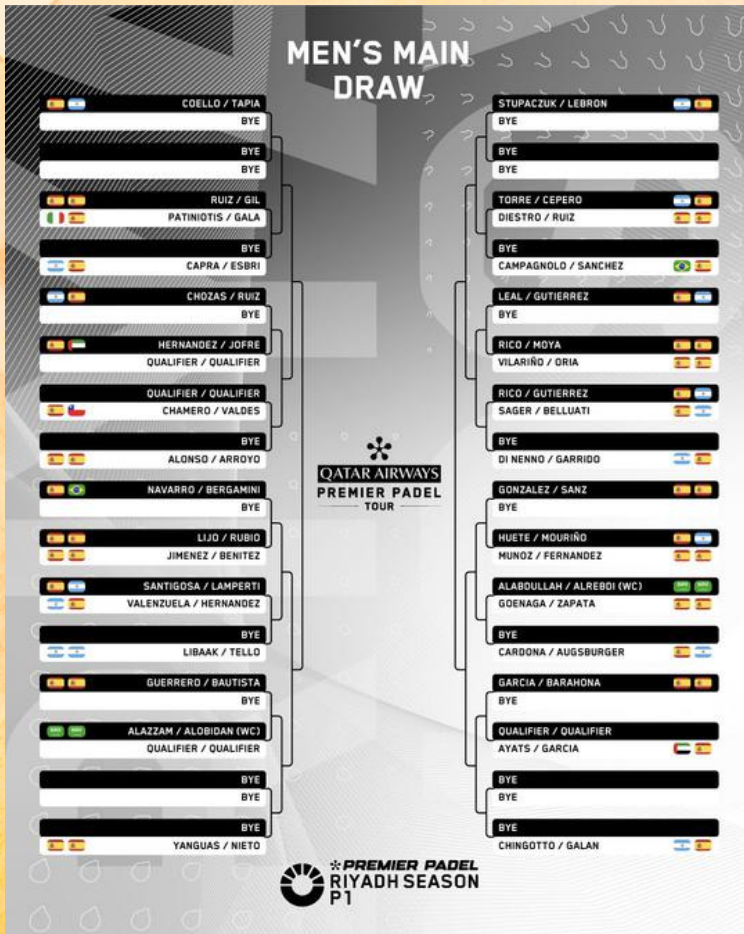 MEN'S MAIN
DRAW
COELLO / TAPIA
BYE
BYE
BYE
RUIZ / GIL
PATINIOTIS / GALA
BYE
CAPRA / ESBRI
CHOZAS / RUIZ
BYE
HERNANDEZ / JOFRE
QUALIFIER / QUALIFIER
QUALIFIER / QUALIFIER
CHAMERO / VALDES
BYE
ALONSO / ARROYO
NAVARRO / BERGAMINI
BYE
LIJO / RUBIO
JIMENEZ / BENITEZ
SANTIGOSA / LAMPERTI
VALENZUELA / HERNANDEZ
BYE
LIBAAK / TELLO
GUERRERO / BAUTISTA
BYE
ALAZZAM / ALOBIDAN (WC)
QUALIFIER / QUALIFIER
BYE
BYE
BYE
YANGUAS / NIETO
QATAR AIRWAYS
PREMIER PADEL
TOUR
STUPACZUK / LEBRON
BYE
BYE
BYE
TORRE / CEPERO
DIESTRO / RUIZ
BYE
CAMPAGNOLO / SANCHEZ
LEAL / GUTIERREZ
BYE
RICO / MOYA
VILARIÑO / ORIA
RICO / GUTIERREZ
SAGER / BELLUATI
BYE
DI NENNO / GARRIDO
GONZALEZ / SANZ
BYE
HUETE / MOURIÑO
MUNOZ / FERNANDEZ
ALABDULLAH / ALREBDI (WC)
GOENAGA / ZAPATA
BYE
CARDONA / AUGSBURGER
GARCIA / BARAHONA
BYE
QUALIFIER / QUALIFIER
AYATS / GARCIA
BYE
BYE
BYE
CHINGOTTO / GALAN
PREMIER PADEL
RIYADH SEASON
P1